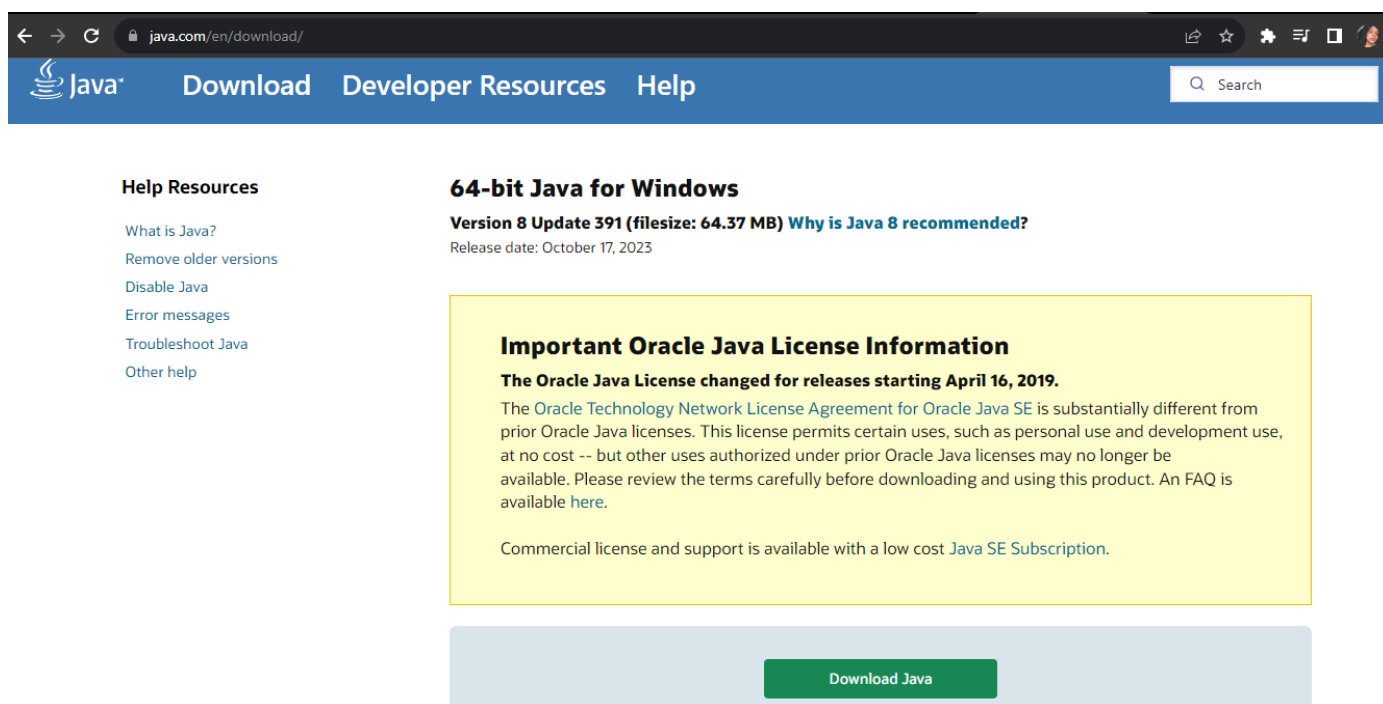 java.com/en/download/
Java
Download Developer Resources Help
Search
Help Resources
What is Java?
Remove older versions
Disable Java
Error messages
Troubleshoot Java
Other help
64-bit Java for Windows
Version 8 Update 391 (filesize: 64.37 MB) Why is Java 8 recommended?
Release date: October 17, 2023
Important Oracle Java License Information
The Oracle Java License changed for releases starting April 16, 2019.
The Oracle Technology Network License Agreement for Oracle Java SE is substantially different from
prior Oracle Java licenses. This license permits certain uses, such as personal use and development use,
at no cost -- but other uses authorized under prior Oracle Java licenses may no longer be
available. Please review the terms carefully before downloading and using this product. An FAQ is
available here.
Commercial license and support is available with a low cost Java SE Subscription.
Download Java